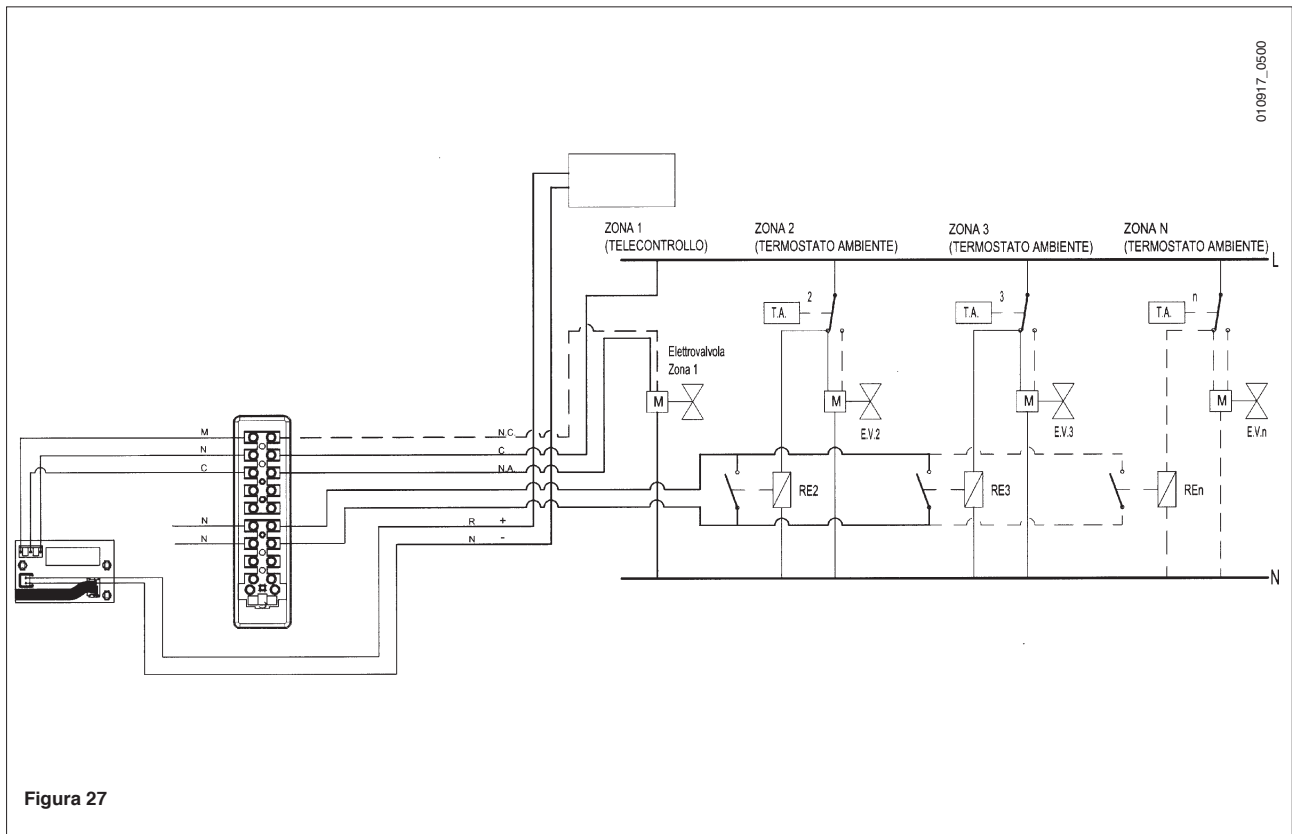 010917_0500
ZONA 1
(TELECONTROLLO)
ZONA 2
(TERMOSTATO AMBIENTE)
ZONA 3
(TERMOSTATO AMBIENTE)
ZONA N
(TERMOSTATO AMBIENTE)
L
T.A.
2
T.A.
3
T.A.
n
Elettrovalvola
Zona 1
M
M
M
M
E.V.2
E.V.3
E.V.n
M
N.C.
N
C
C
N.A.
RE2
RE3
REn
N
N
R +
N -
N
Figura 27